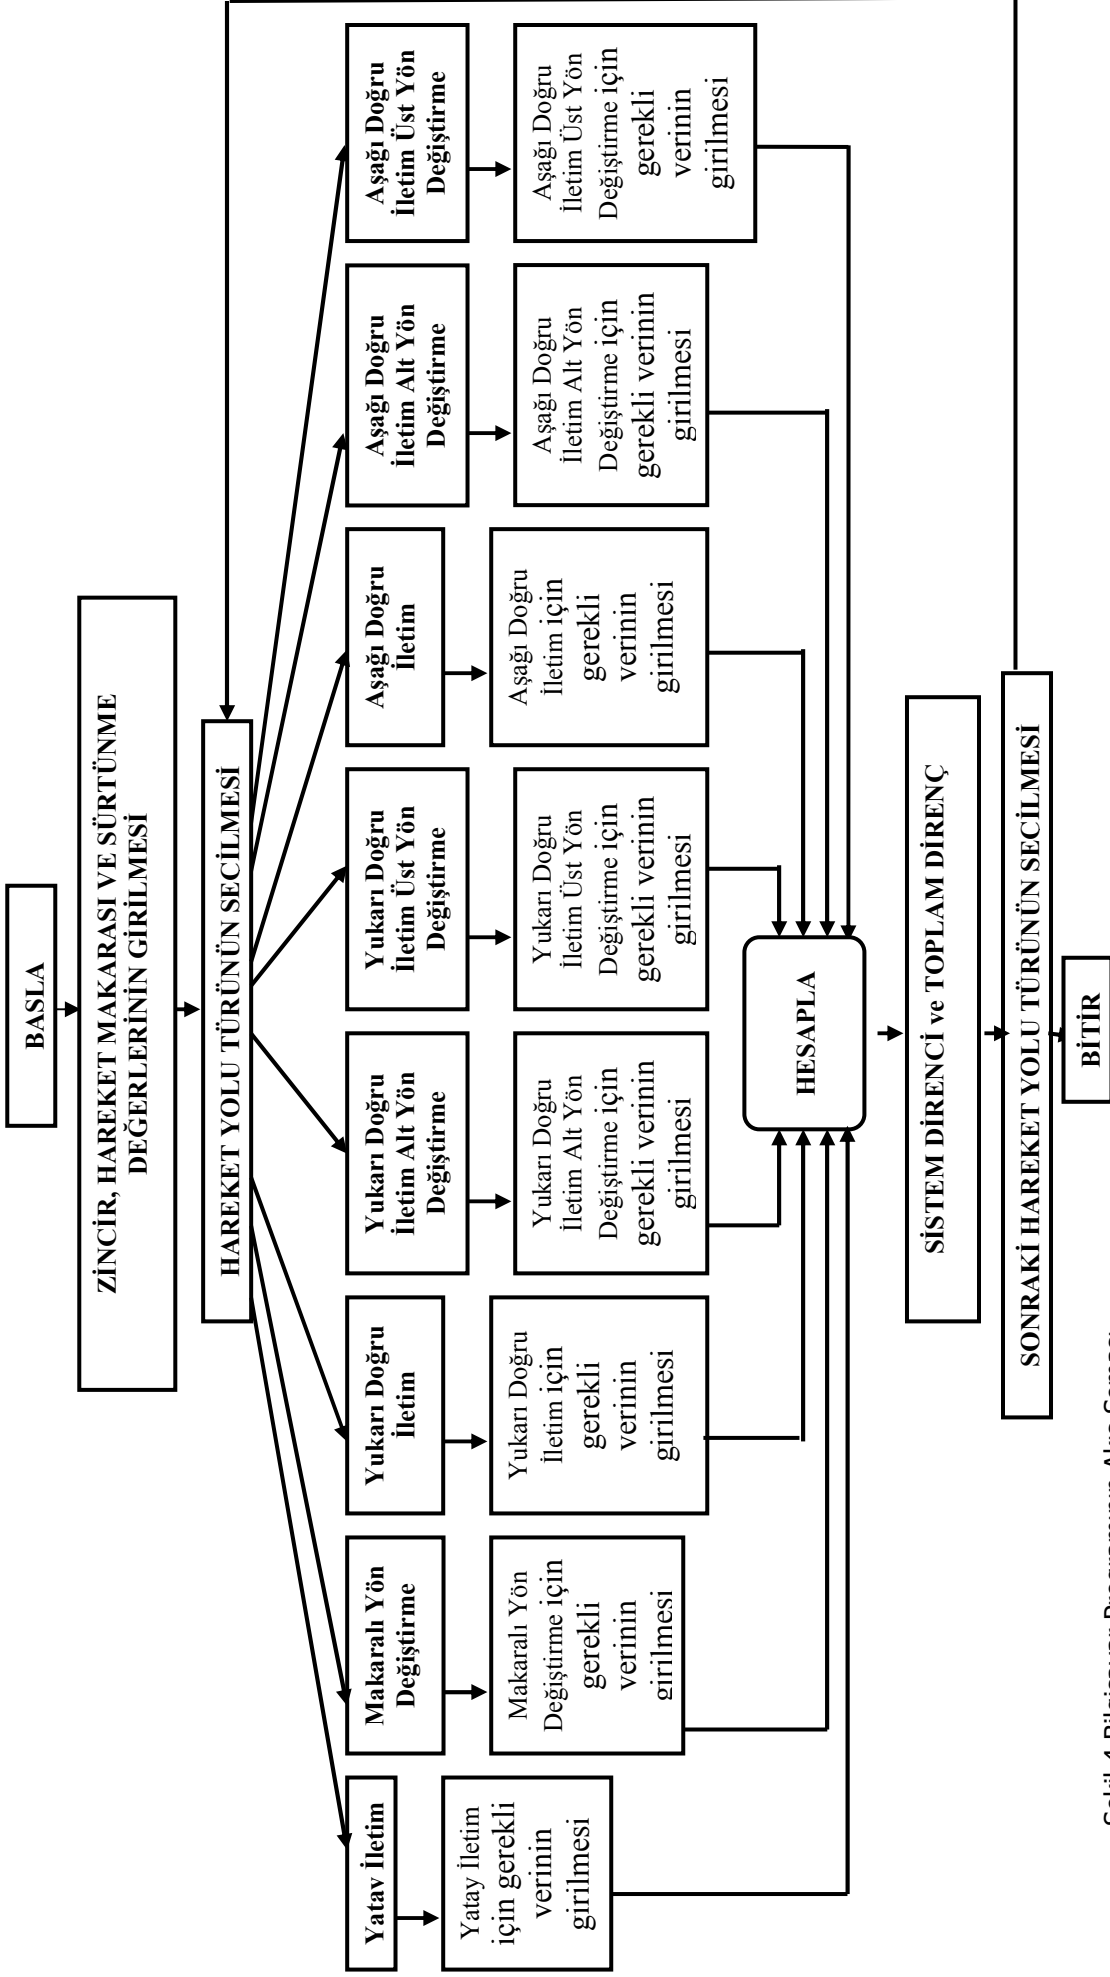 BASLA
ZİNCİR, HAREKET MAKARASI VE SÜRTÜNME
DEĞERLERİNİN GİRİLMESİ
HAREKET YOLU TÜRÜNÜN SECİLMESİ
Yatav İletim
Makaralı Yön
Değiştirme
Yukarı Doğru
İletim
Yukarı Doğru
İletim Alt Yön
Değiştirme
Yukarı Doğru
İletim Üst Yön
Değiştirme
Aşağı Doğru
İletim
Aşağı Doğru
İletim Alt Yön
Değiştirme
Aşağı Doğru
İletim Üst Yön
Değiştirme
Yatay İletim
için gerekli
verinin
girilmesi
Makaralı Yön
Değiştirme için
gerekli
verinin
girilmesi
Yukarı Doğru
İletim için
gerekli
verinin
girilmesi
Yukarı Doğru
İletim Alt Yön
Değiştirme için
gerekli verinin
girilmesi
Yukarı Doğru
İletim Üst Yön
Değiştirme için
gerekli verinin
girilmesi
Aşağı Doğru
İletim için
gerekli
verinin
girilmesi
Aşağı Doğru
İletim Alt Yön
Değiştirme için
gerekli verinin
girilmesi
Aşağı Doğru
İletim Üst Yön
Değiştirme için
gerekli
verinin
girilmesi
HESAPLA
SİSTEM DİRENCİ ve TOPLAM DİRENÇ
SONRAKİ HAREKET YOLU TÜRÜNÜN SECİLMESİ
BİTİR